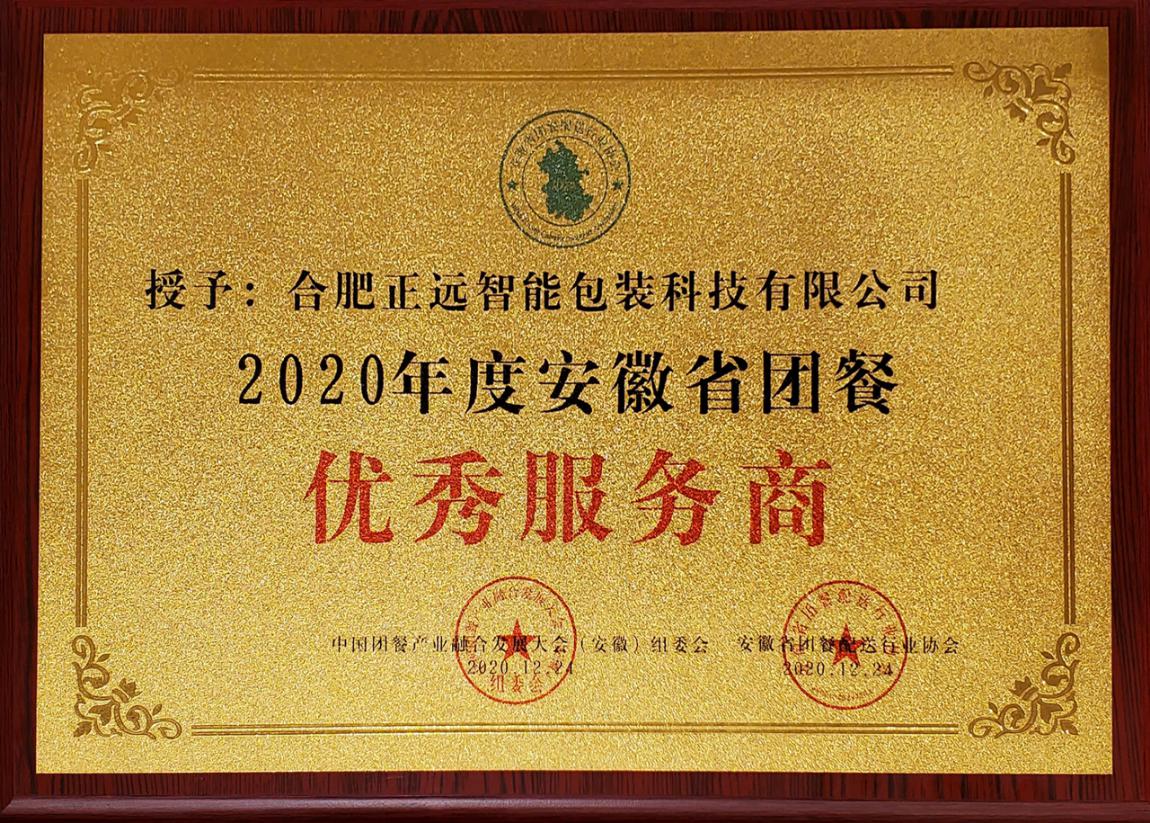 授予：合肥正远智能包装科技有限公司
2020年度安徽省团餐
优秀服务商
中国团餐产业融合发展大会（安徽）组委会 安徽省团餐配送行业协会
2020.12.24 2020.12.24